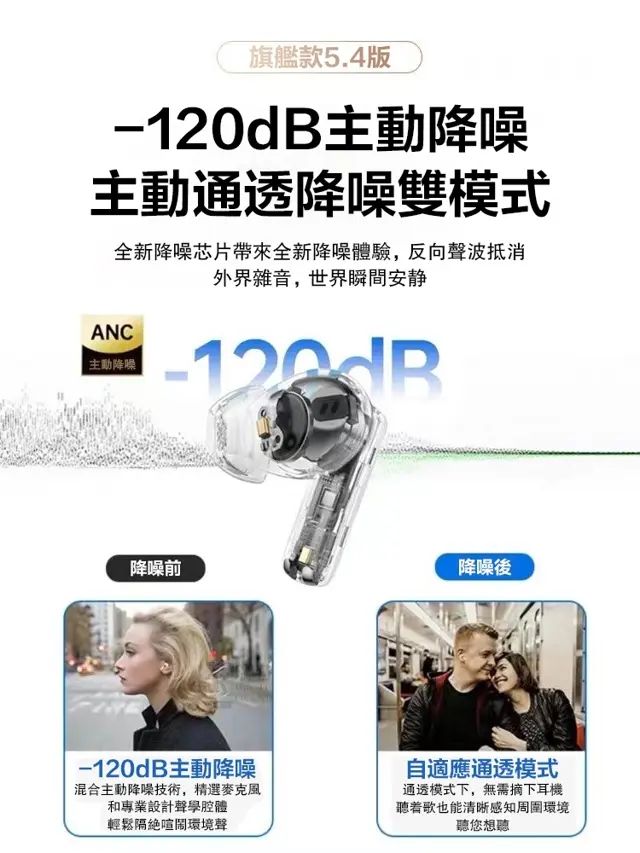 旗艦款5.4版
-120dB主動降噪
主動通透降噪雙模式
全新降噪芯片帶來全新降噪體驗，反向聲波抵消
外界雜音，世界瞬間安靜
ANC
主動降噪
-120dB
降噪前
降噪後
-120dB主動降噪
混合主動降噪技術，精選麥克風
和專業設計聲學腔體
輕鬆隔絶喧鬧環境聲
自適應通透模式
通透模式下，無需摘下耳機
聽着歌也能清晰感知周圍環境
聽您想聽